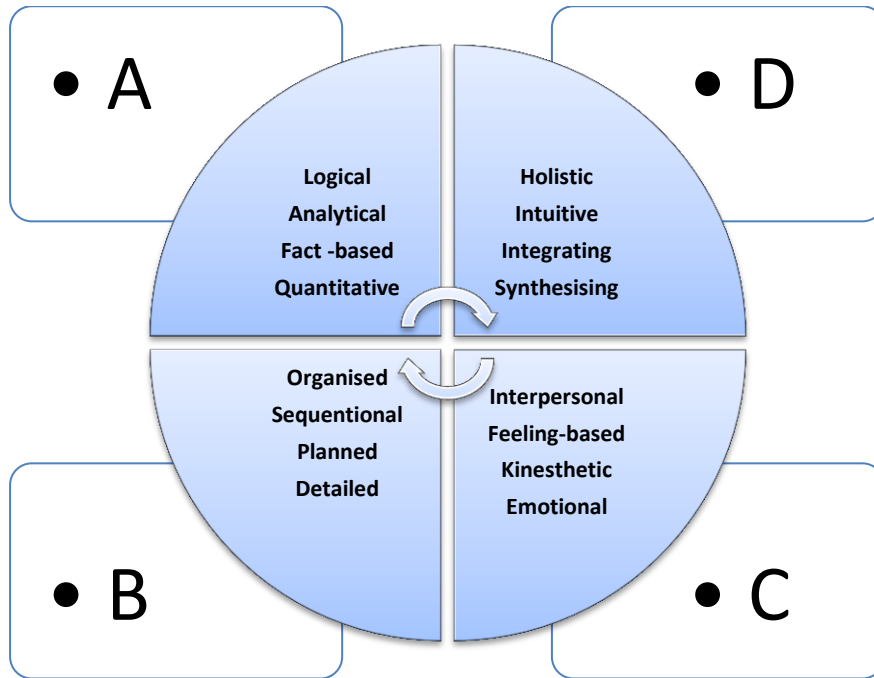 • A
Logical
Analytical
Fact -based
Quantitative
• D
Holistic
Intuitive
Integrating
Synthesising
• B
Organised
Sequentional
Planned
Detailed
• C
Interpersonal
Feeling-based
Kinesthetic
Emotional